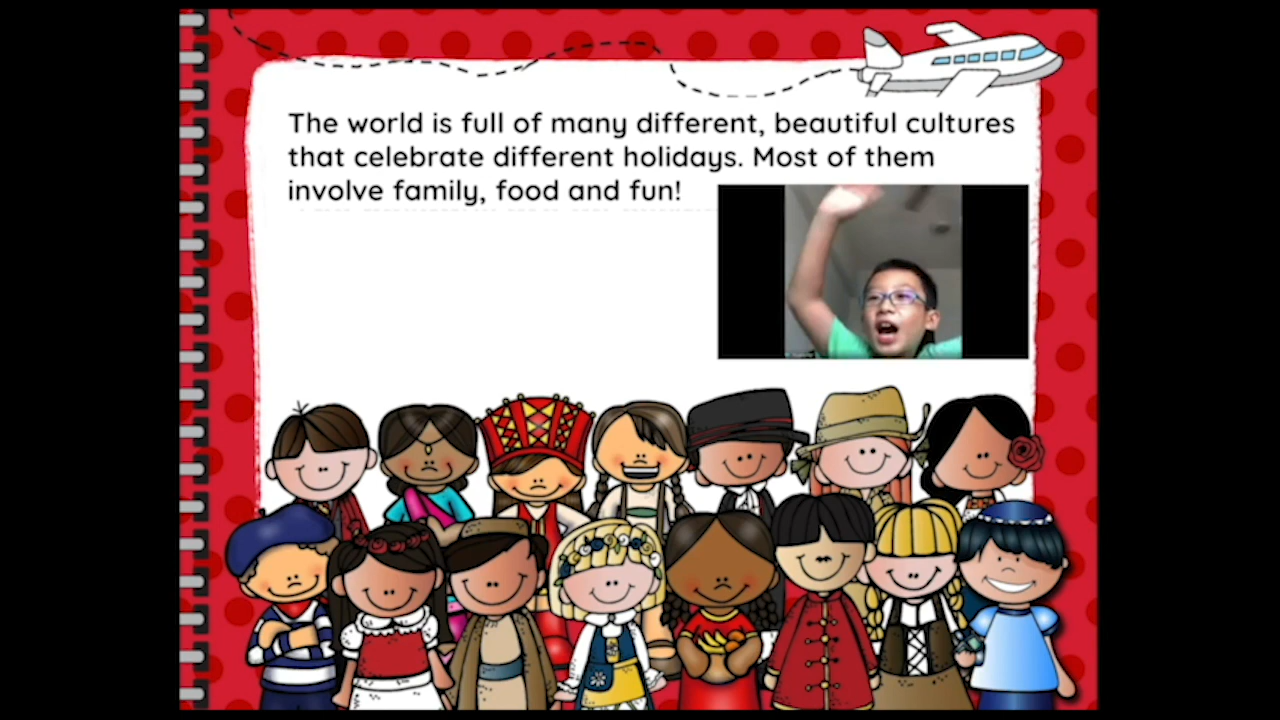 The world is full of many different, beautiful cultures
that celebrate different holidays. Most of them
involve family, food and fun!